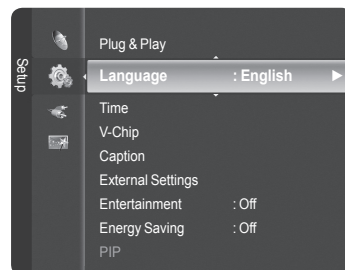 Setup
Plug & Play
Language : English
Time
V-Chip
Caption
External Settings
Entertainment : Off
Energy Saving : Off
PIP